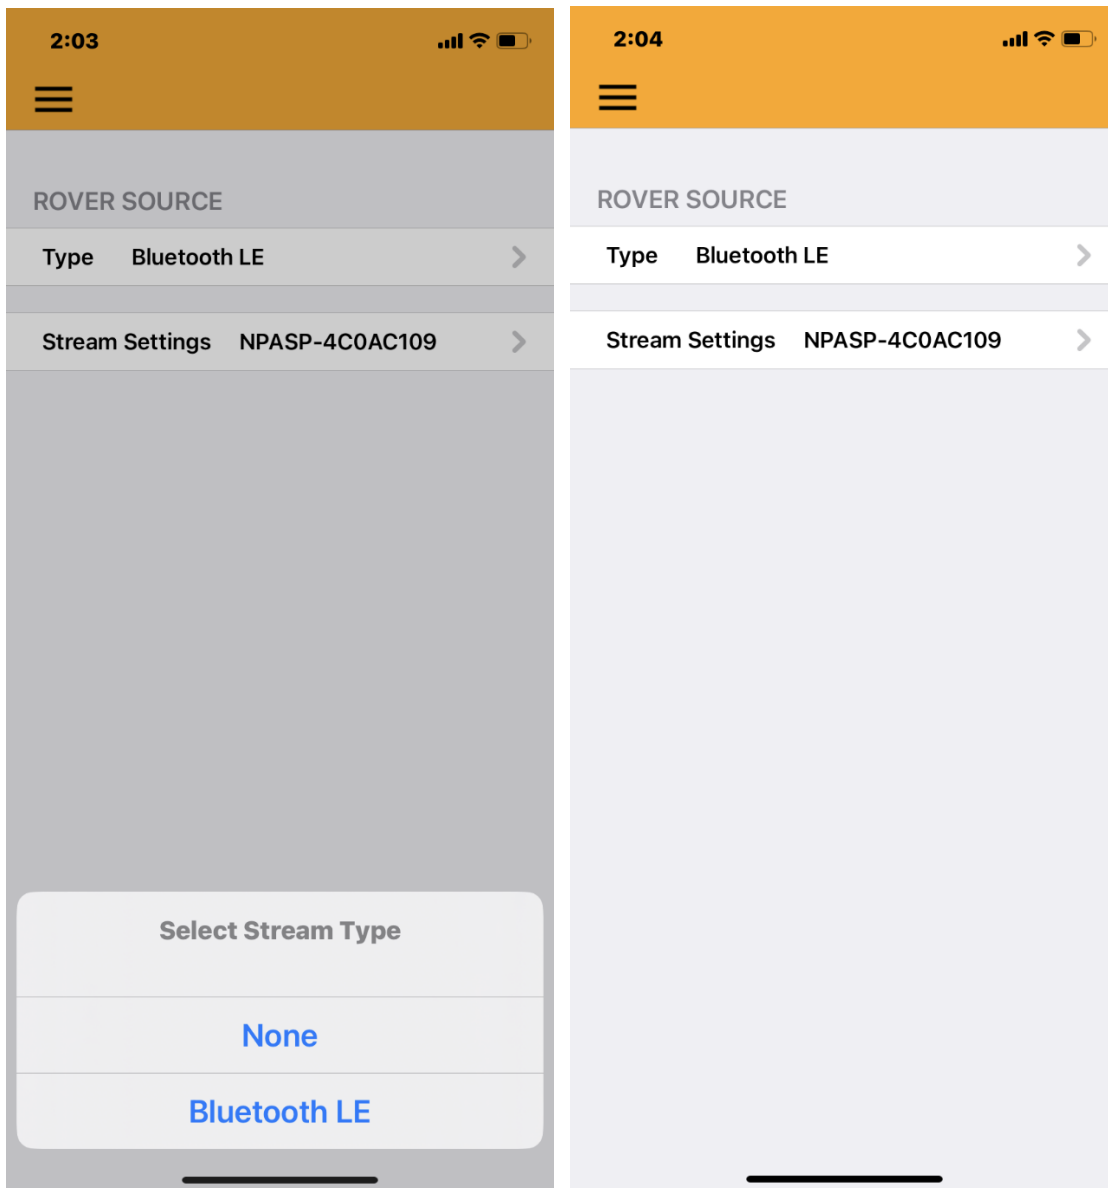 2:03
ROVER SOURCE
Type Bluetooth LE
Stream Settings NPASP-4C0AC109
Select Stream Type
None
Bluetooth LE
2:04
ROVER SOURCE
Type Bluetooth LE
Stream Settings NPASP-4C0AC109